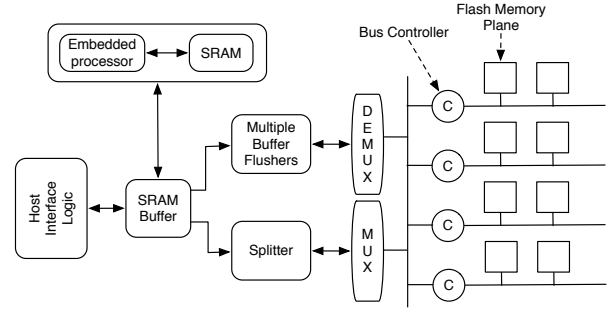 Flash Memory
Plane
Bus Controller
Embedded
processor
SRAM
Host
Interface
Logic
SRAM
Buffer
Multiple
Buffer
Flushers
Splitter
D
E
M
U
X
M
U
X
C
C
C
C